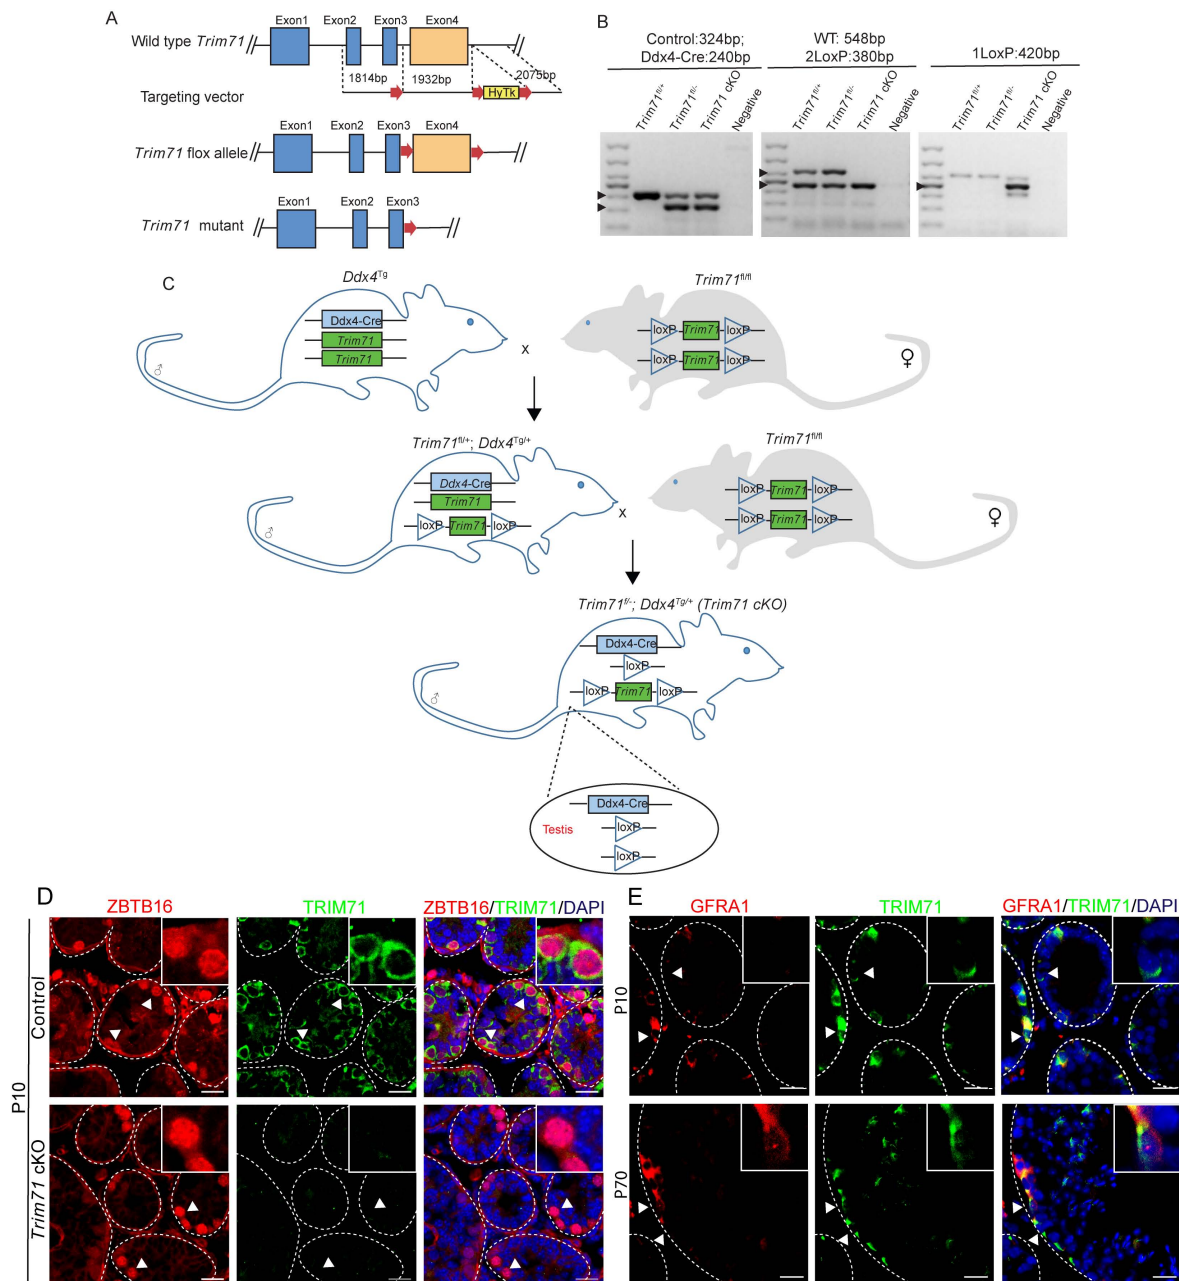 A
Exon1 Exon2 Exon3 Exon4
Wild type Trim71
1814bp 1932bp 2075bp
Targeting vector
HyTk
Exon1 Exon2 Exon3 Exon4
Trim71 flox allele
Exon1 Exon2 Exon3
Trim71 mutant
B
Control:324bp;
Ddx4-Cre:240bp
WT: 548bp
2LoxP:380bp
1LoxP:420bp
Trim71fl/+ Trim71fl/- Trim71 cKO Negative
Trim71fl/+ Trim71fl/- Trim71 cKO Negative
Trim71fl/+ Trim71fl/- Trim71 cKO Negative
C
Ddx4Tg
Trim71fl/fl
Ddx4-Cre
Trim71
Trim71
♂
x
loxP Trim71 loxP
loxP Trim71 loxP
♀
Trim71fl/+; Ddx4Tg/+
Trim71fl/fl
Ddx4-Cre
Trim71
loxP Trim71 loxP
♂
x
loxP Trim71 loxP
loxP Trim71 loxP
♀
Trim71f/-; Ddx4Tg/+ (Trim71 cKO)
Ddx4-Cre
loxP
loxP Trim71 loxP
♂
Ddx4-Cre
Testis
loxP
loxP
D
ZBTB16 TRIM71 ZBTB16/TRIM71/DAPI
P10
Control
Trim71 cKO
E
GFRA1 TRIM71 GFRA1/TRIM71/DAPI
P10
P70